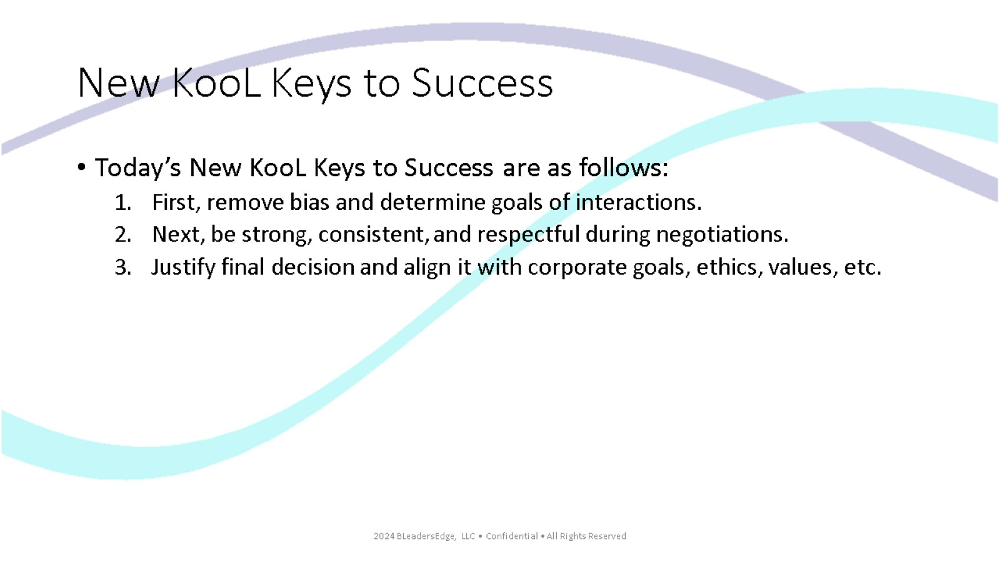 New KooL Keys to Success
• Today’s New KooL Keys to Success are as follows:
1. First, remove bias and determine goals of interactions.
2. Next, be strong, consistent, and respectful during negotiations.
3. Justify final decision and align it with corporate goals, ethics, values, etc.
2024 BLeadersEdge, LLC • Confidential • All Rights Reserved